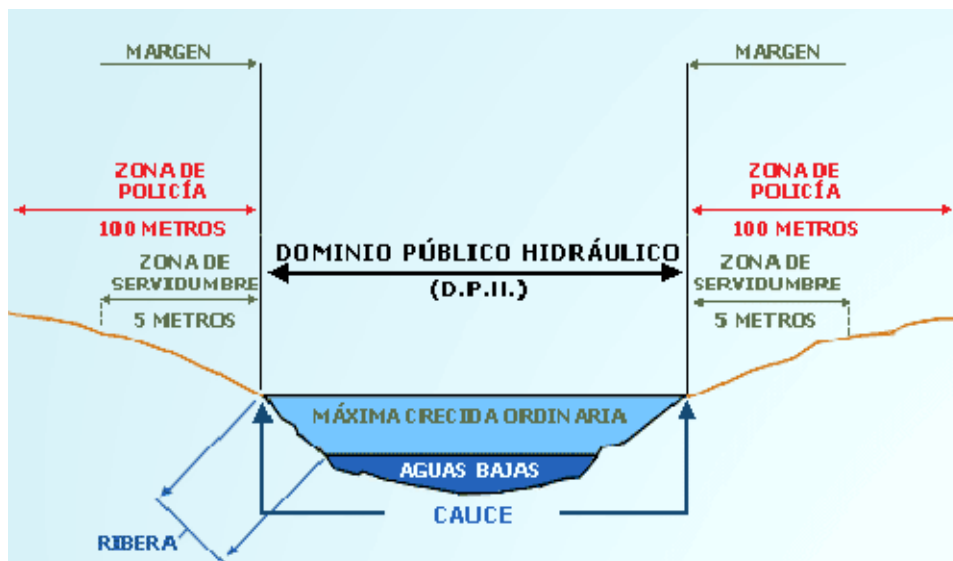 MARGEN
MARGEN
ZONA DE
POLICÍA
100 METROS
ZONA DE
POLICÍA
100 METROS
DOMINIO PÚBLICO HIDRÁULICO
(D.P.H.)
ZONA DE
SERVIDUMBRE
5 METROS
ZONA DE
SERVIDUMBRE
5 METROS
MÁXIMA CRECIDA ORDINARIA
AGUAS BAJAS
CAUCE
RIBERA